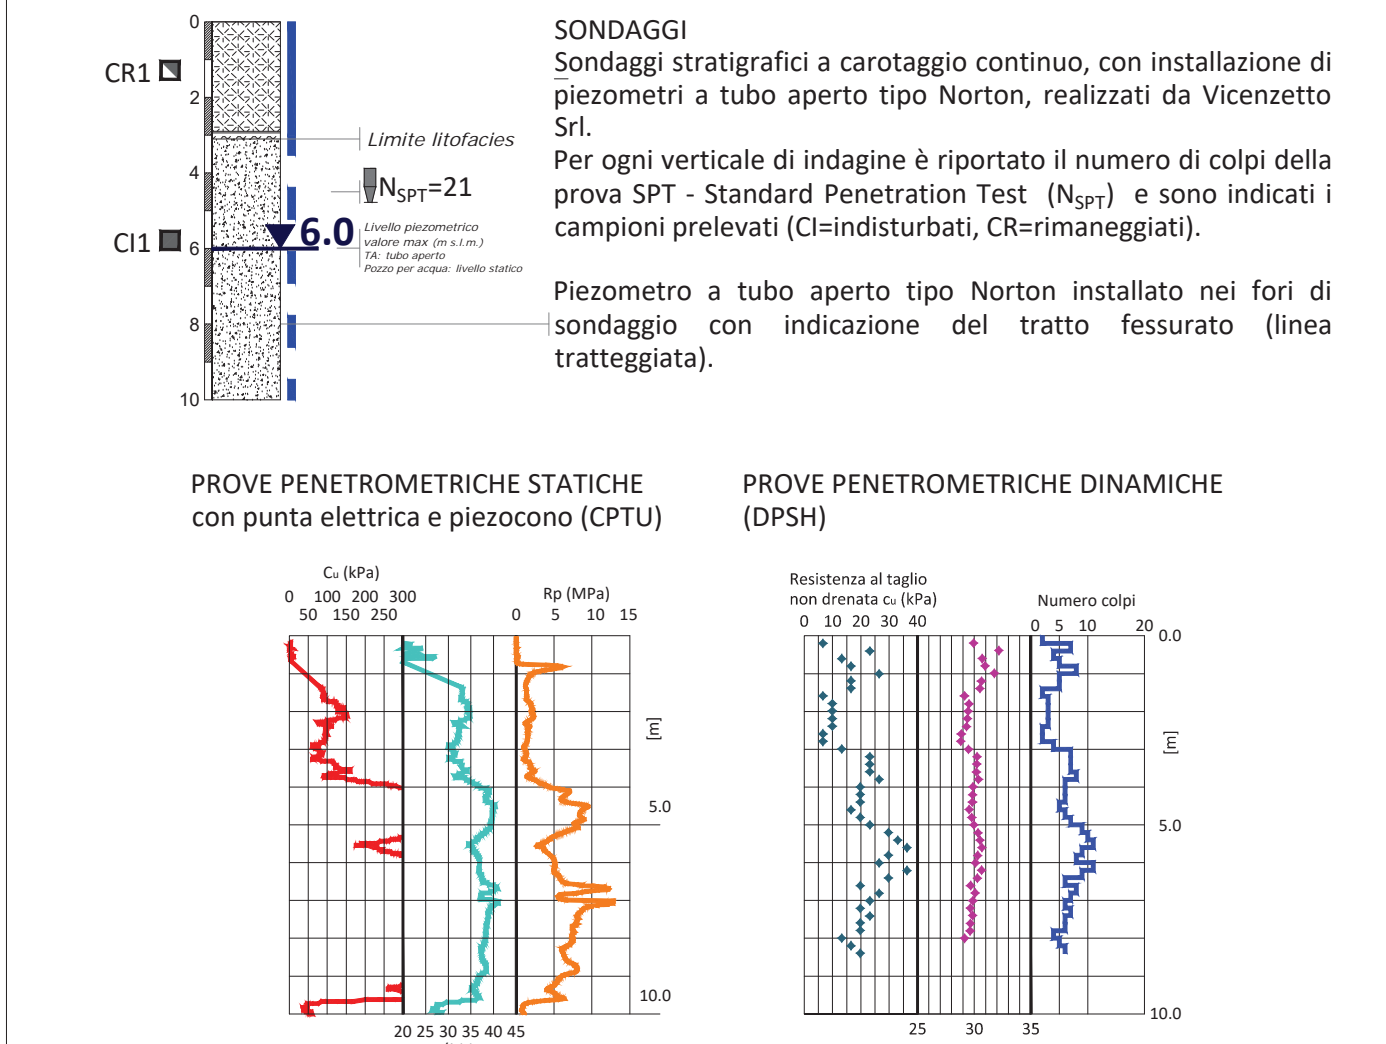 SONDAGGI
Sondaggi stratigrafici a carotaggio continuo, con installazione di
piezometri a tubo aperto tipo Norton, realizzati da Vicenzetto
Srl.
Per ogni verticale di indagine è riportato il numero di colpi della
prova SPT - Standard Penetration Test (NSPT) e sono indicati i
campioni prelevati (CI=indisturbati, CR=rimaneggiati).
Piezometro a tubo aperto tipo Norton installato nei fori di
sondaggio con indicazione del tratto fessurato (linea
tratteggiata).
0
CR1
2
Limite litofacies
4
NSPT=21
6.0
Livello piezometrico
valore max (m s.l.m.)
TA: tubo aperto
Pozzo per acqua: livello statico
CI1
6
8
10
PROVE PENETROMETRICHE STATICHE
con punta elettrica e piezocono (CPTU)
Cu (kPa)
0 100 200 300
50 150 250
Rp (MPa)
0 5 10 15
[m]
5.0
10.0
20 25 30 35 40 45
PROVE PENETROMETRICHE DINAMICHE
(DPSH)
Resistenza al taglio
non drenata cu (kPa)
0 10 20 30 40
Numero colpi
0 5 10 20
0.0
[m]
5.0
10.0
25 30 35